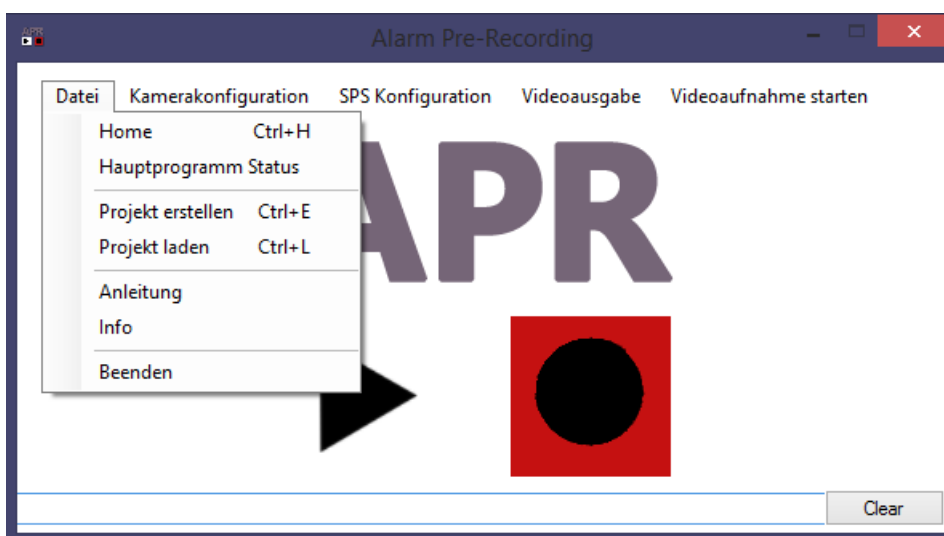 APR
Alarm Pre-Recording
Datei Kamerakonfiguration SPS Konfiguration Videoausgabe Videoaufnahme starten
Home Ctrl+H
Hauptprogramm Status
Projekt erstellen Ctrl+E
Projekt laden Ctrl+L
Anleitung
Info
Beenden
APR
Clear